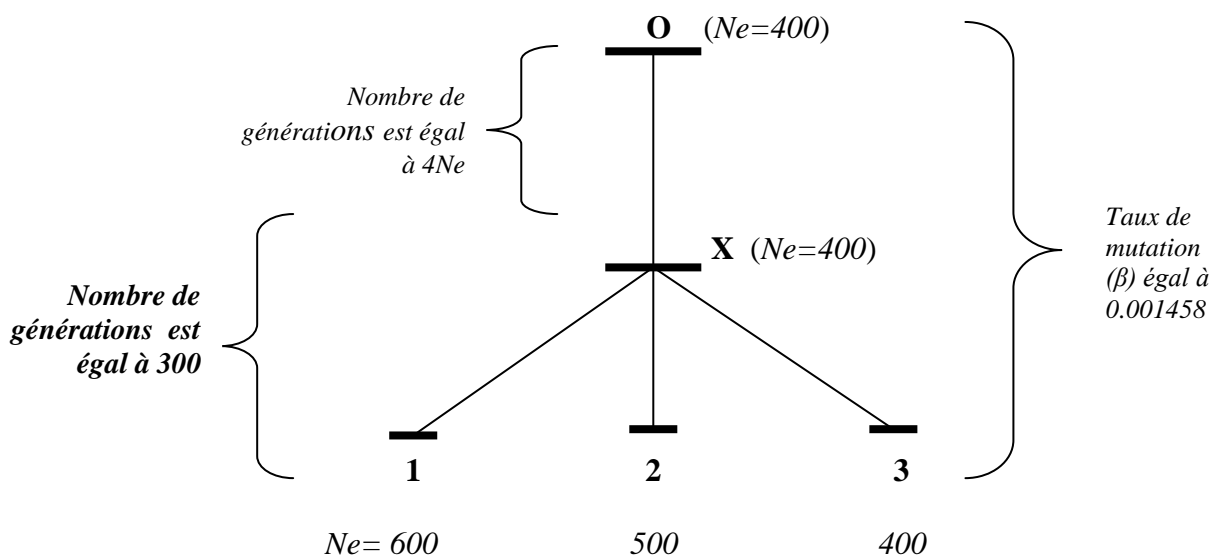 O (Ne=400)
Nombre de
générations est égal
à 4Ne
X (Ne=400)
Taux de
mutation
(β) égal à
0.001458
Nombre de
générations est
égal à 300
1 2 3
Ne= 600 500 400